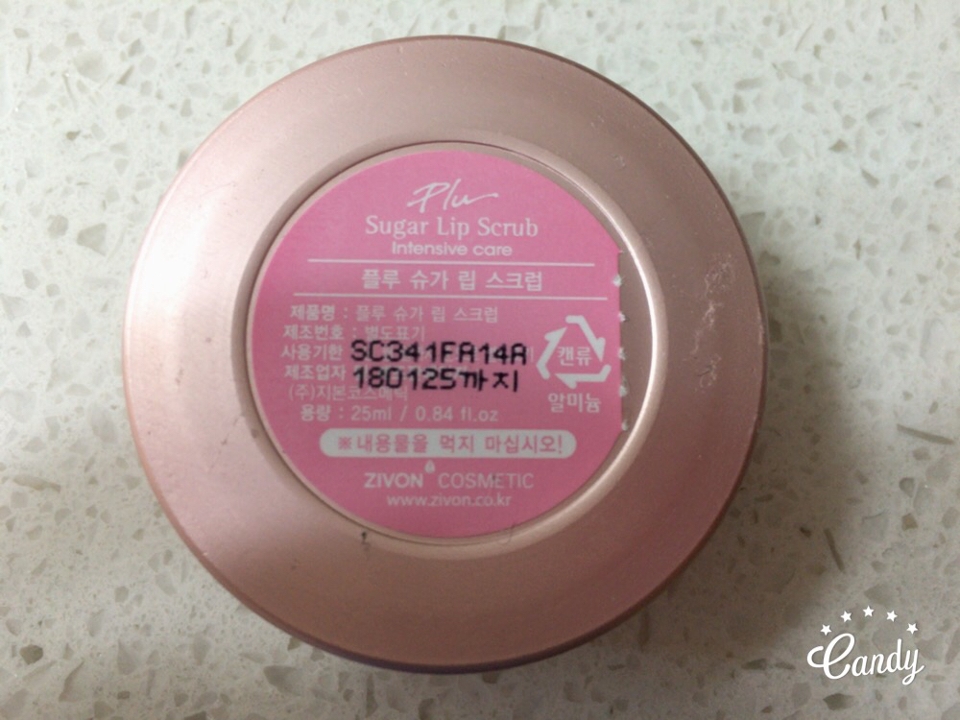 Plu
Sugar Lip Scrub
Intensive care
플루 슈가 립 스크럽
제품명 : 플루 슈가 립 스크럽
제조번호 : 별도표기
사용기한
SC341FA14A
제조업자
180125까지
(주)지본코스메틱
용량 : 25ml / 0.84 fl.oz
캔류
알미늄
※내용물을 먹지 마십시오!
ZIVON COSMETIC
www.zivon.co.kr
Candy